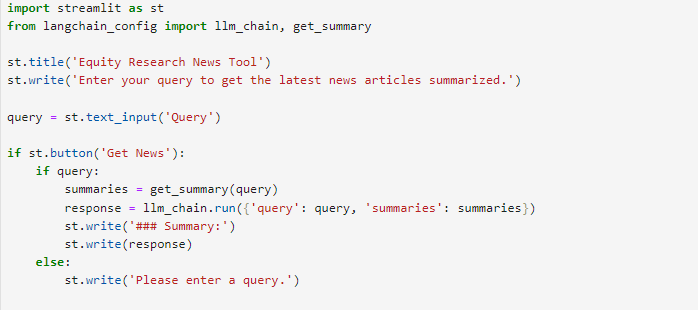 import streamlit as st
from langchain_config import llm_chain, get_summary

st.title('Equity Research News Tool')
st.write('Enter your query to get the latest news articles summarized.')

query = st.text_input('Query')

if st.button('Get News'):
    if query:
        summaries = get_summary(query)
        response = llm_chain.run({'query': query, 'summaries': summaries})
        st.write('### Summary:')
        st.write(response)
    else:
        st.write('Please enter a query.')